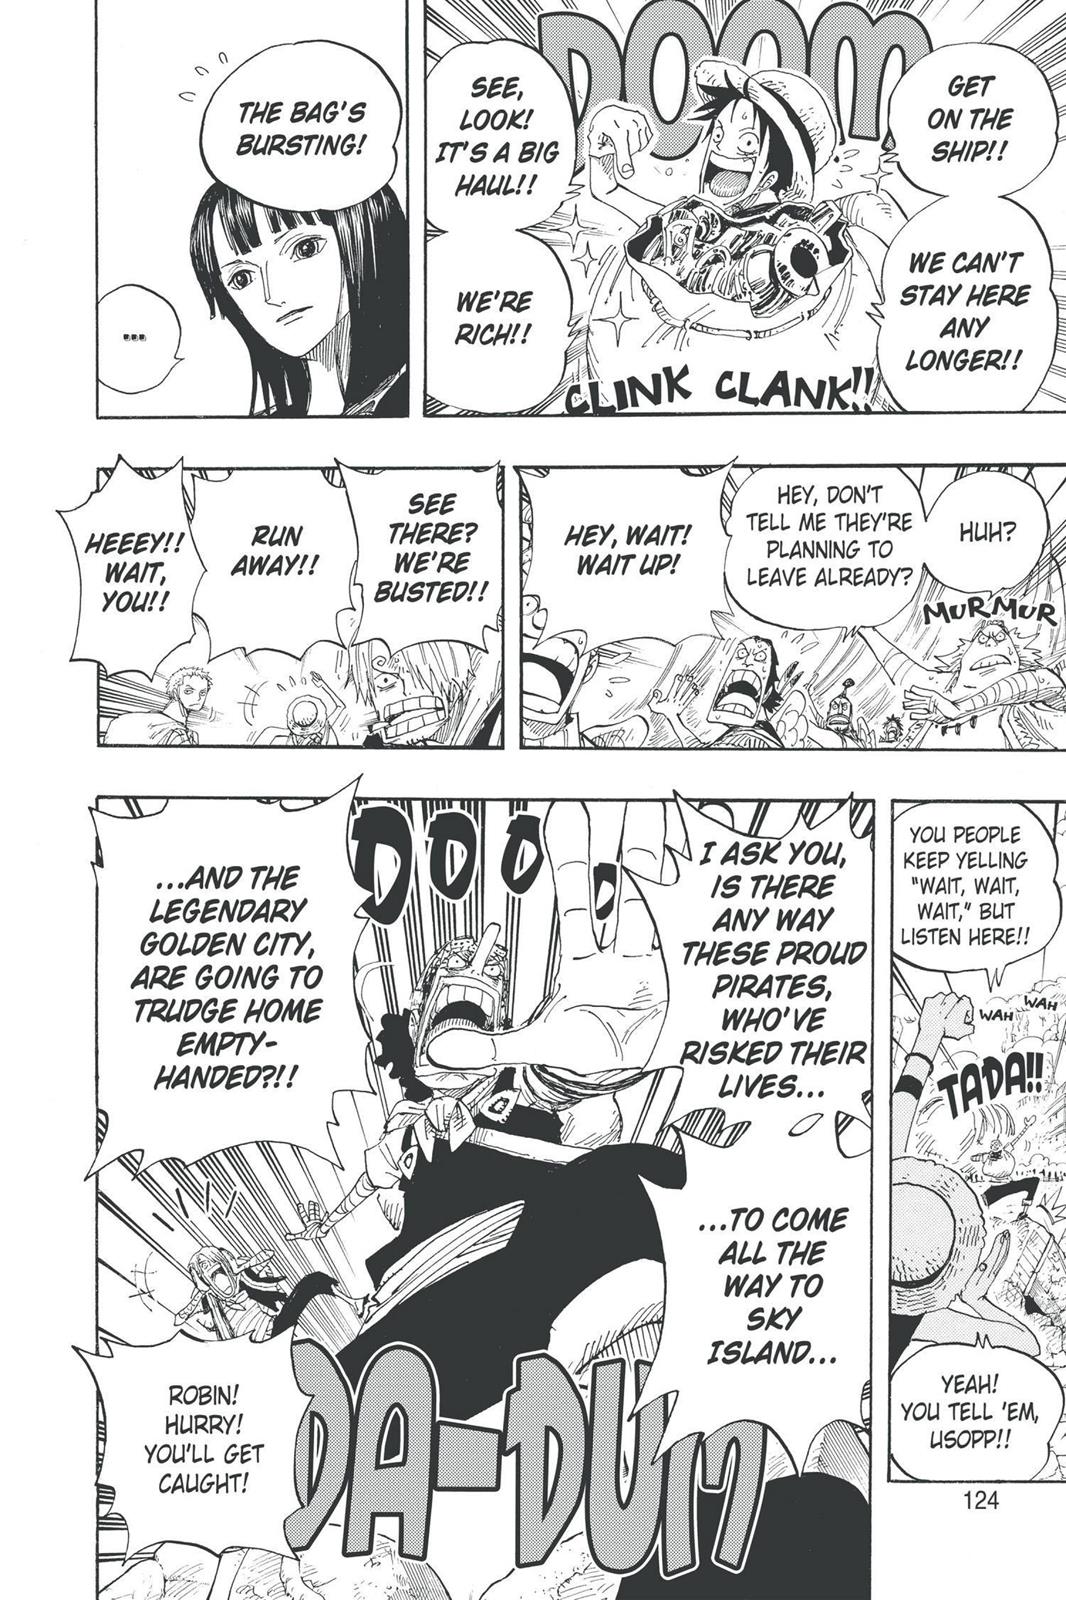 DOOM
GET
ON THE
SHIP!!
WE CAN'T
STAY HERE
ANY
LONGER!!
SEE,
LOOK!
IT'S A BIG
HAUL!!
WE'RE
RICH!!
CLINK CLANK!!
THE BAG'S
BURSTING!
...
HUH?
MURMUR
HEY, DON'T
TELL ME THEY'RE
PLANNING TO
LEAVE ALREADY?
HEY, WAIT!
WAIT UP!
SEE
THERE?
WE'RE
BUSTED!!
RUN
AWAY!!
HEEEY!!
WAIT,
YOU!!
YOU PEOPLE
KEEP YELLING
"WAIT, WAIT,
WAIT," BUT
LISTEN HERE!!
WAH
WAH
TADA!!
YEAH!
YOU TELL 'EM,
USOPP!!
I ASK YOU,
IS THERE
ANY WAY
THESE PROUD
PIRATES,
WHO'VE
RISKED THEIR
LIVES...
...TO COME
ALL THE
WAY TO
SKY
ISLAND...
DOOD
...AND THE
LEGENDARY
GOLDEN CITY,
ARE GOING TO
TRUDGE HOME
EMPTY-
HANDED?!!
ROBIN!
HURRY!
YOU'LL GET
CAUGHT!
DA-DUM
124